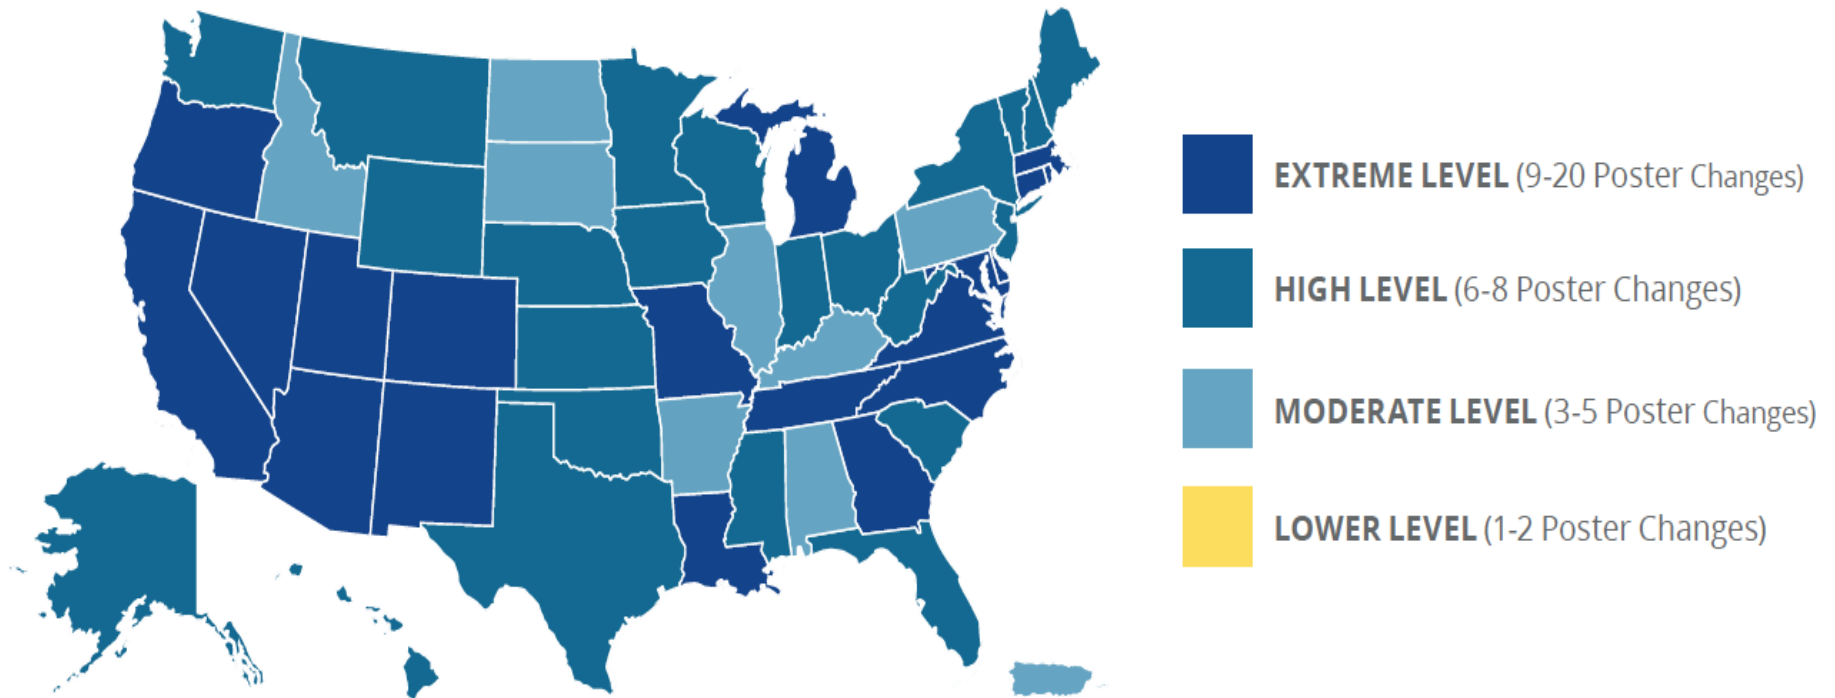 EXTREME LEVEL (9-20 Poster Changes)
HIGH LEVEL (6-8 Poster Changes)
MODERATE LEVEL (3-5 Poster Changes)
LOWER LEVEL (1-2 Poster Changes)